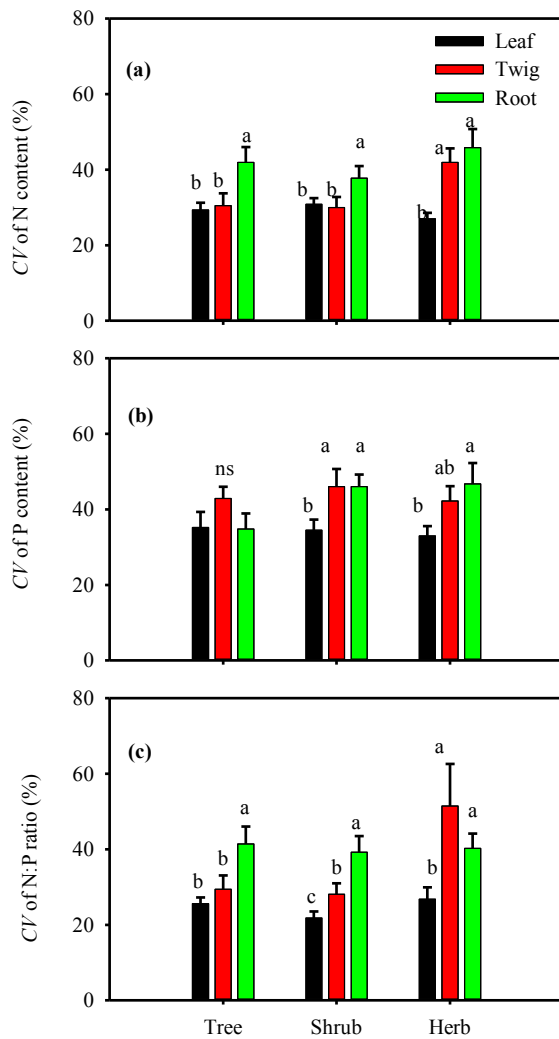 80
(a)
Leaf
Twig
Root
60
CV of N content (%)
40
20
0
b b a
b b a
b a a
80
(b)
60
CV of P content (%)
40
20
0
ns
b a a
b ab a
80
(c)
60
CV of N:P ratio (%)
40
20
0
b b a
c b a
b a a
Tree Shrub Herb